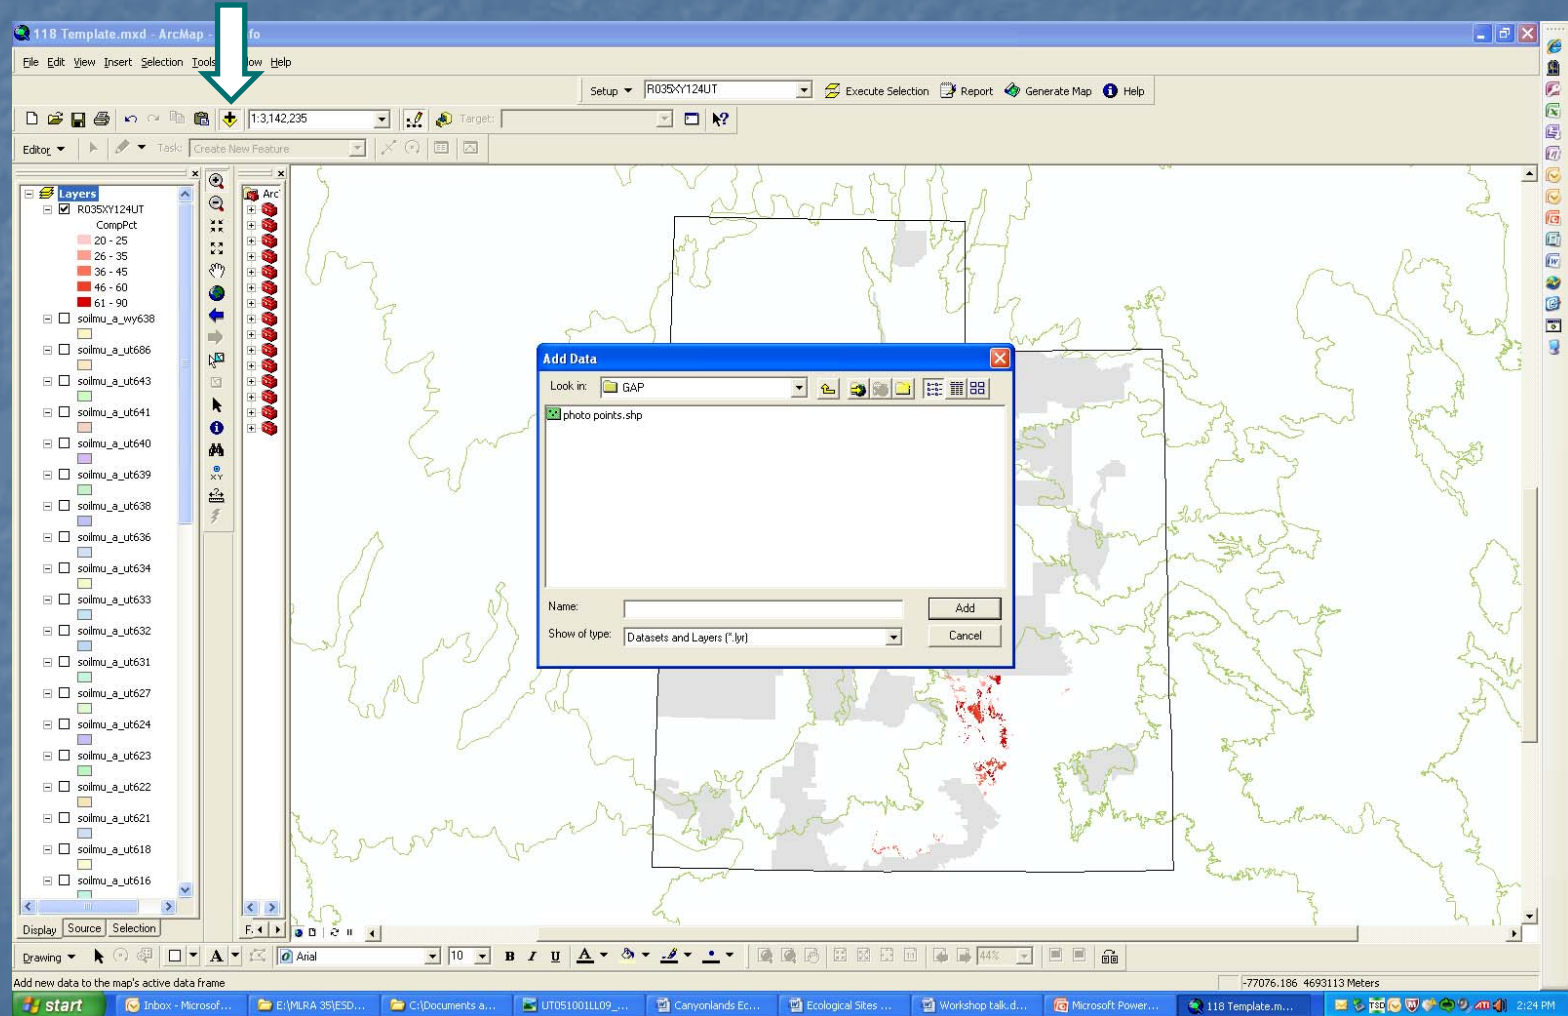 118 Template.mxd - ArcMap - fo
File Edit View Insert Selection Tools ow Help
Setup R035XY124UT Execute Selection Report Generate Map Help
1:3,142,235 Target:
Editor Task: Create New Feature
Layers
R035XY124UT
CompPct
20 - 25
26 - 35
36 - 45
46 - 60
61 - 90
soilmu_a_wy638
soilmu_a_ut686
soilmu_a_ut643
soilmu_a_ut641
soilmu_a_ut640
soilmu_a_ut639
soilmu_a_ut638
soilmu_a_ut636
soilmu_a_ut634
soilmu_a_ut633
soilmu_a_ut632
soilmu_a_ut631
soilmu_a_ut627
soilmu_a_ut624
soilmu_a_ut623
soilmu_a_ut622
soilmu_a_ut621
soilmu_a_ut618
soilmu_a_ut616
Display Source Selection
XY
Arc
F.
Add Data
Look in: GAP
photo points.shp
Name: Add
Show of type: Datasets and Layers (*.lyr) Cancel
Drawing A Arial 10 B I U A 44%
Add new data to the map's active data frame
-77076.186 4693113 Meters
start Inbox - Microsof... E:\MLRA 35\ESD... C:\Documents a... UT051001LL09_... Canyonlands Ec... Ecological Sites ... Workshop talk.d... Microsoft Power... 118 Template.m... TSD ATI 2:24 PM